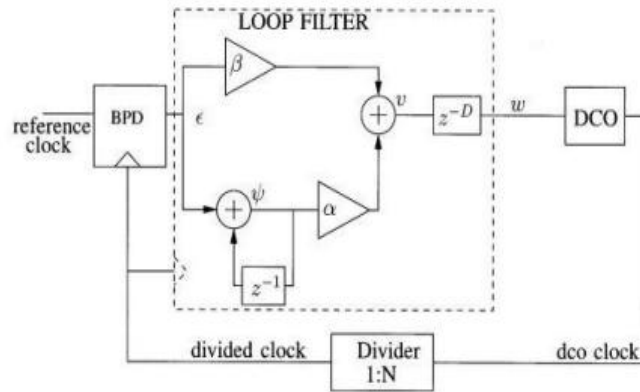 LOOP FILTER
β
BPD
ϵ
reference
clock
+
v
z⁻ᴰ
w
DCO
+
ψ
α
z⁻¹
divided clock
Divider
1:N
dco clock